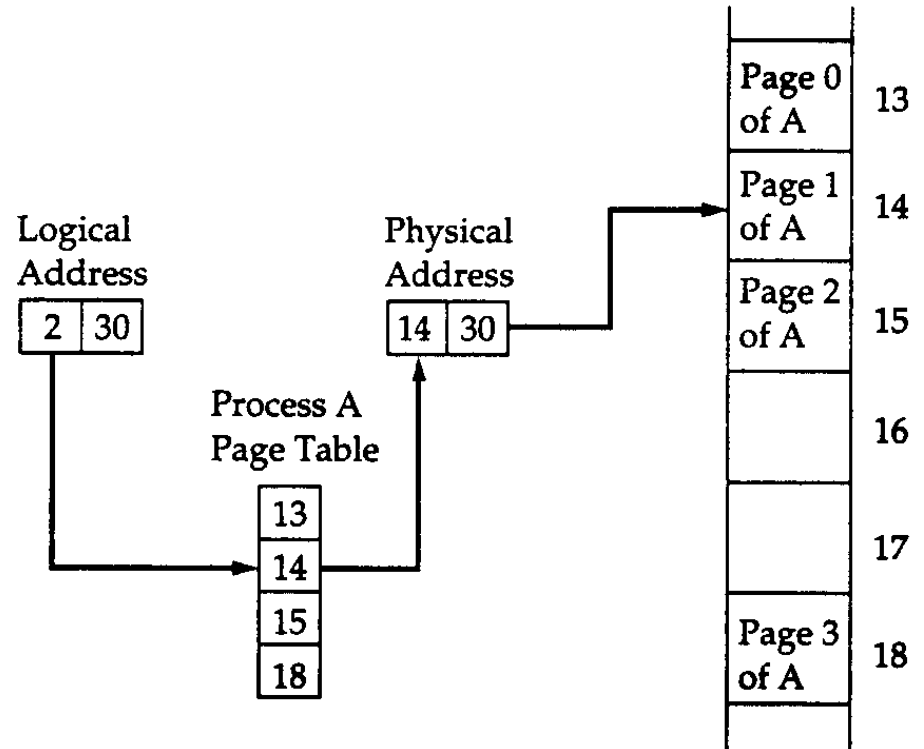 Logical
Address
2 30
Process A
Page Table
13
14
15
18
Physical
Address
14 30
Page 0
of A
13
Page 1
of A
14
Page 2
of A
15
16
17
Page 3
of A
18